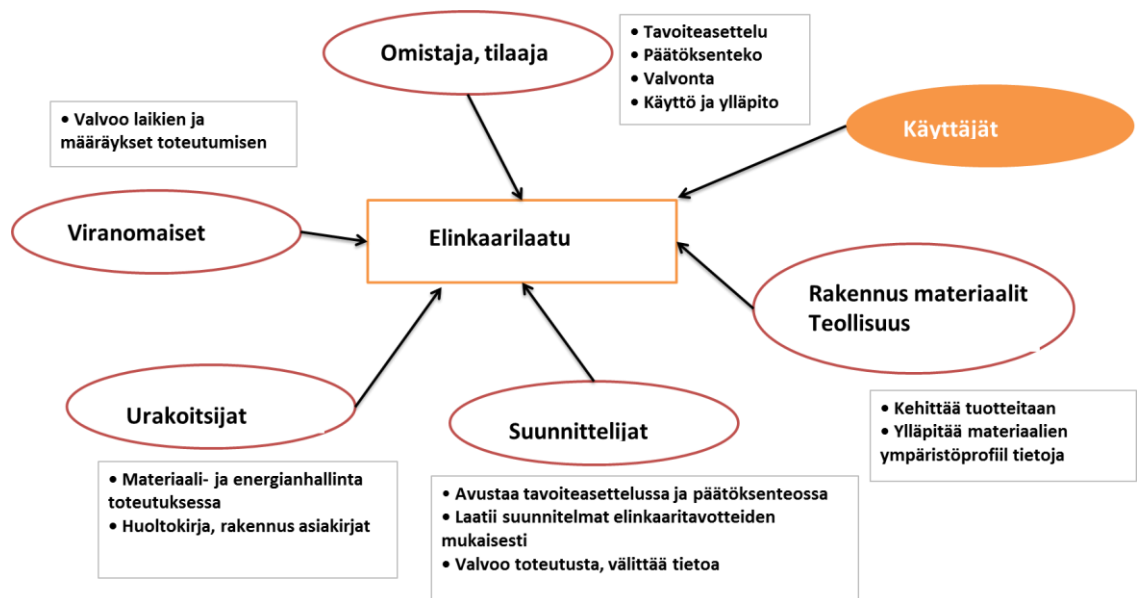 Omistaja, tilaaja
• Tavoiteasettelu
• Päätöksenteko
• Valvonta
• Käyttö ja ylläpito
Käyttäjät
• Valvoo laikien ja
määräykset toteutumisen
Viranomaiset
Elinkaarilaatu
Rakennus materiaalit
Teollisuus
• Kehittää tuotteitaan
• Ylläpitää materiaalien
ympäristöprofiil tietoja
Urakoitsijat
• Materiaali- ja energianhallinta
toteutuksessa
• Huoltokirja, rakennus asiakirjat
Suunnittelijat
• Avustaa tavoiteasettelussa ja päätöksenteossa
• Laatii suunnitelmat elinkaaritavotteiden
mukaisesti
• Valvoo toteutusta, välittää tietoa